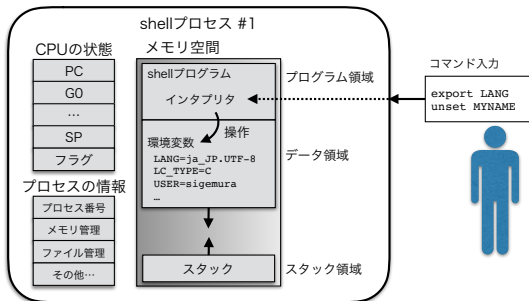 shellプロセス #1
CPUの状態
PC
G0
…
SP
フラグ
プロセスの情報
プロセス番号
メモリ管理
ファイル管理
その他…
メモリ空間
shellプログラム
インタプリタ
操作
環境変数
LANG=ja_JP.UTF-8
LC_TYPE=C
USER=sigemura
…
スタック
プログラム領域
データ領域
スタック領域
コマンド入力
export LANG
unset MYNAME